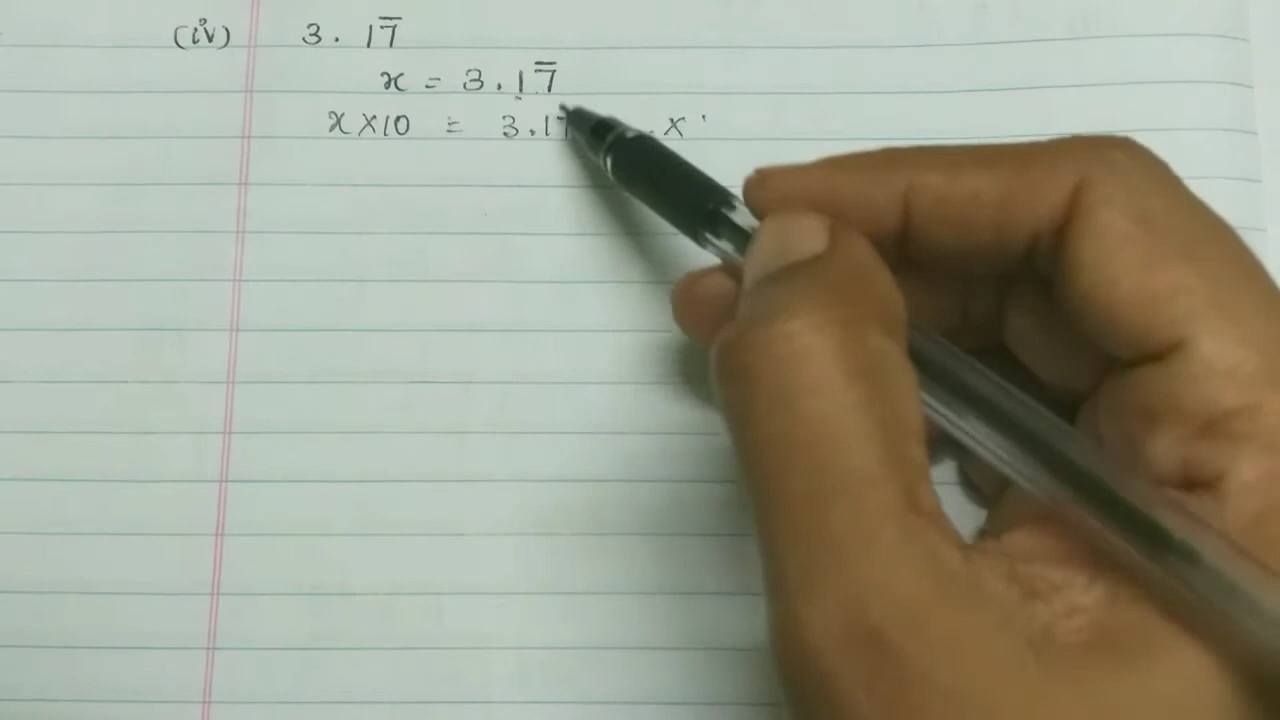 (iv) 3.17̅
x = 3.17̅
x×10 = 3.17 . ×